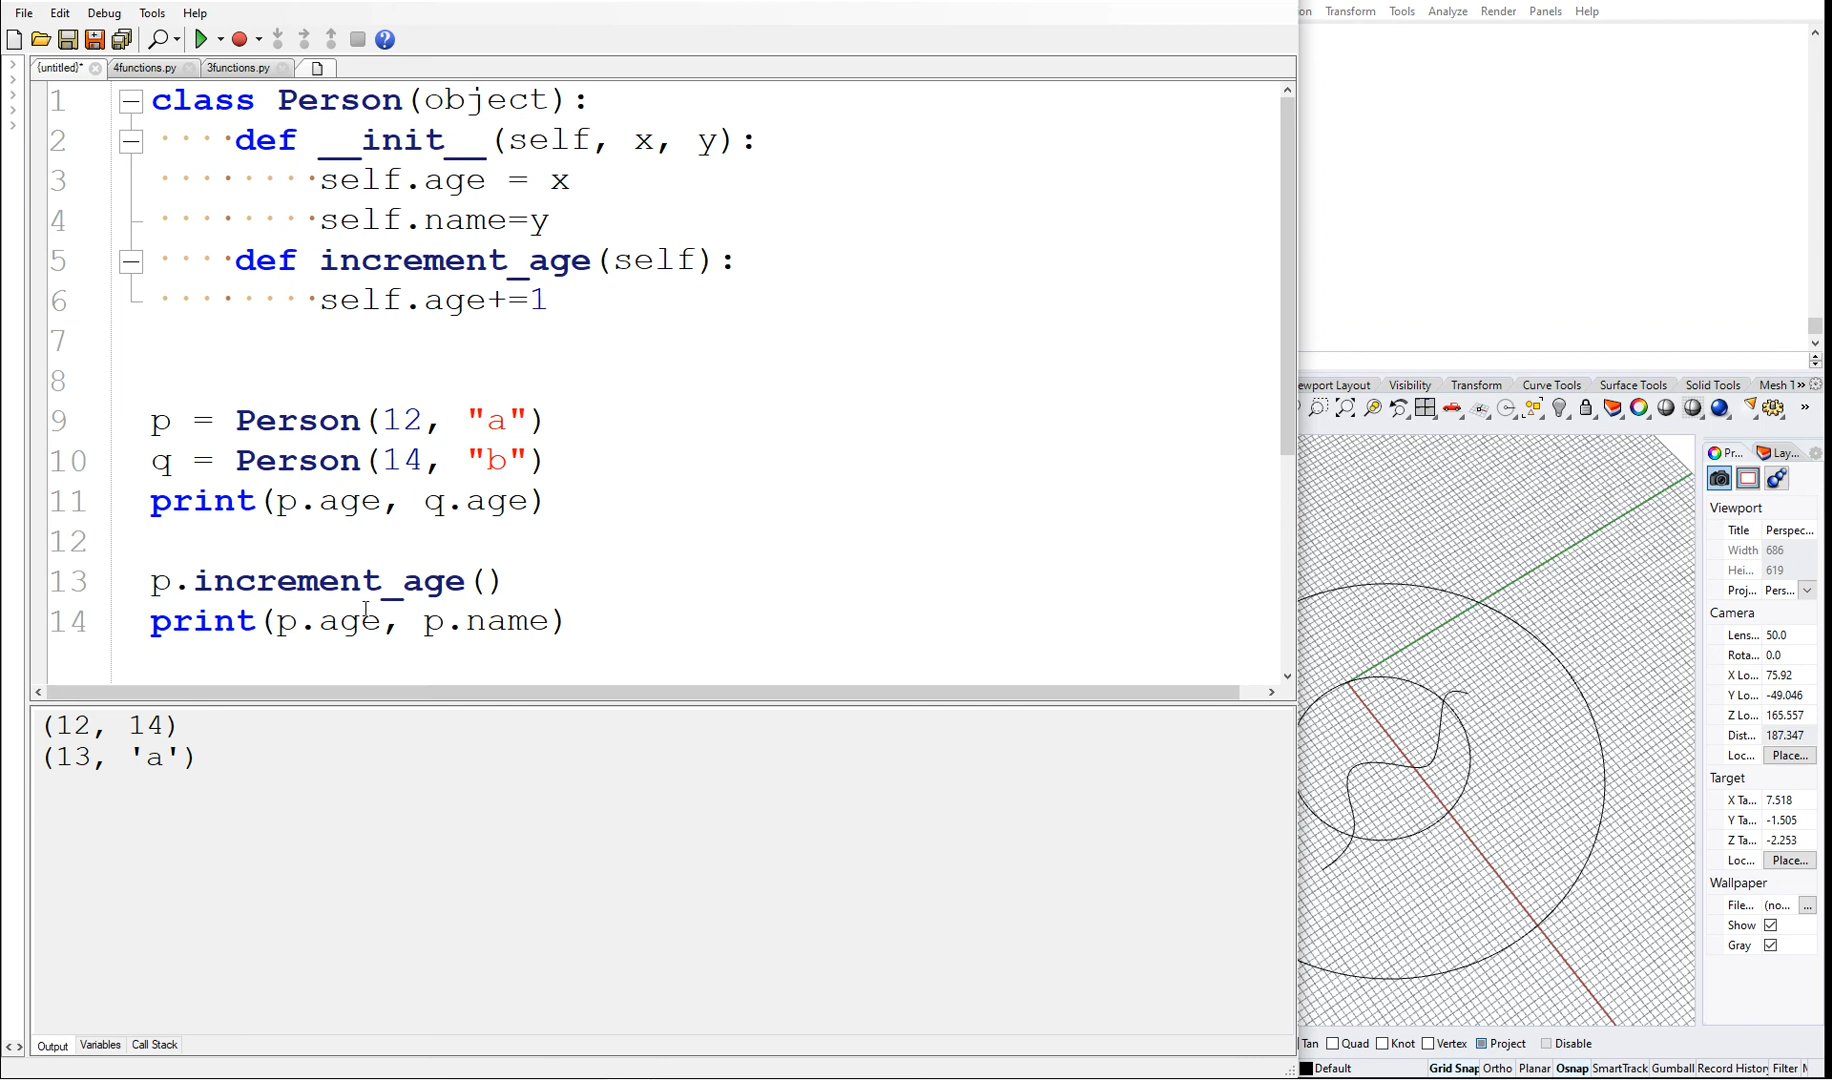 File Edit Debug Tools Help
{untitled}* 4functions.py 3functions.py
1 class Person(object):
2 def __init__(self, x, y):
3 self.age = x
4 self.name=y
5 def increment_age(self):
6 self.age+=1
7
8
9 p = Person(12, "a")
10 q = Person(14, "b")
11 print(p.age, q.age)
12
13 p.increment_age()
14 print(p.age, p.name)
(12, 14)
(13, 'a')
Output Variables Call Stack
on Transform Tools Analyze Render Panels Help
ewport Layout Visibility Transform Curve Tools Surface Tools Solid Tools Mesh T »
»
Pr... Lay...
Viewport
Title Perspec...
Width 686
Hei... 619
Proj... Pers...
Camera
Lens... 50.0
Rota... 0.0
X Lo... 75.92
Y Lo... -49.046
Z Lo... 165.557
Dist... 187.347
Loc... Place...
Target
X Ta... 7.518
Y Ta... -1.505
Z Ta... -2.253
Loc... Place...
Wallpaper
File... (no... ...
Show
Gray
Tan Quad Knot Vertex Project Disable
Default Grid Snap Ortho Planar Osnap SmartTrack Gumball Record History Filter